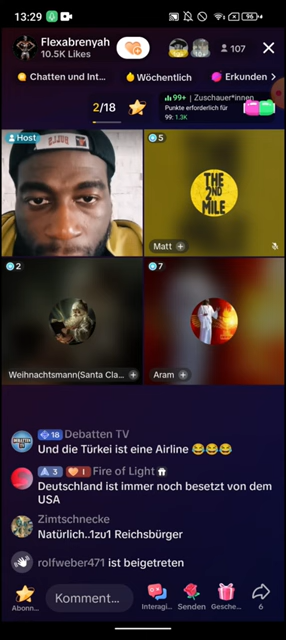 13:29
96
Flexabrenyah
10.5K Likes
107
Chatten und Int...
Wöchentlich
Erkunden
2/18
99+ | Zuschauer*innen
Punkte erforderlich für
99: 1.3K
Host
5
THE
2ND
MILE
Matt
2
7
Weihnachtsmann(Santa Cla...
Aram
18 Debatten TV
Und die Türkei ist eine Airline 😂😂😂
3 1 Fire of Light
Deutschland ist immer noch besetzt von dem
USA
Zimtschnecke
Natürlich..1zu1 Reichsbürger
rolfweber471 ist beigetreten
Abonn...
Komment...
Interagi...
Senden
Gesche...
6